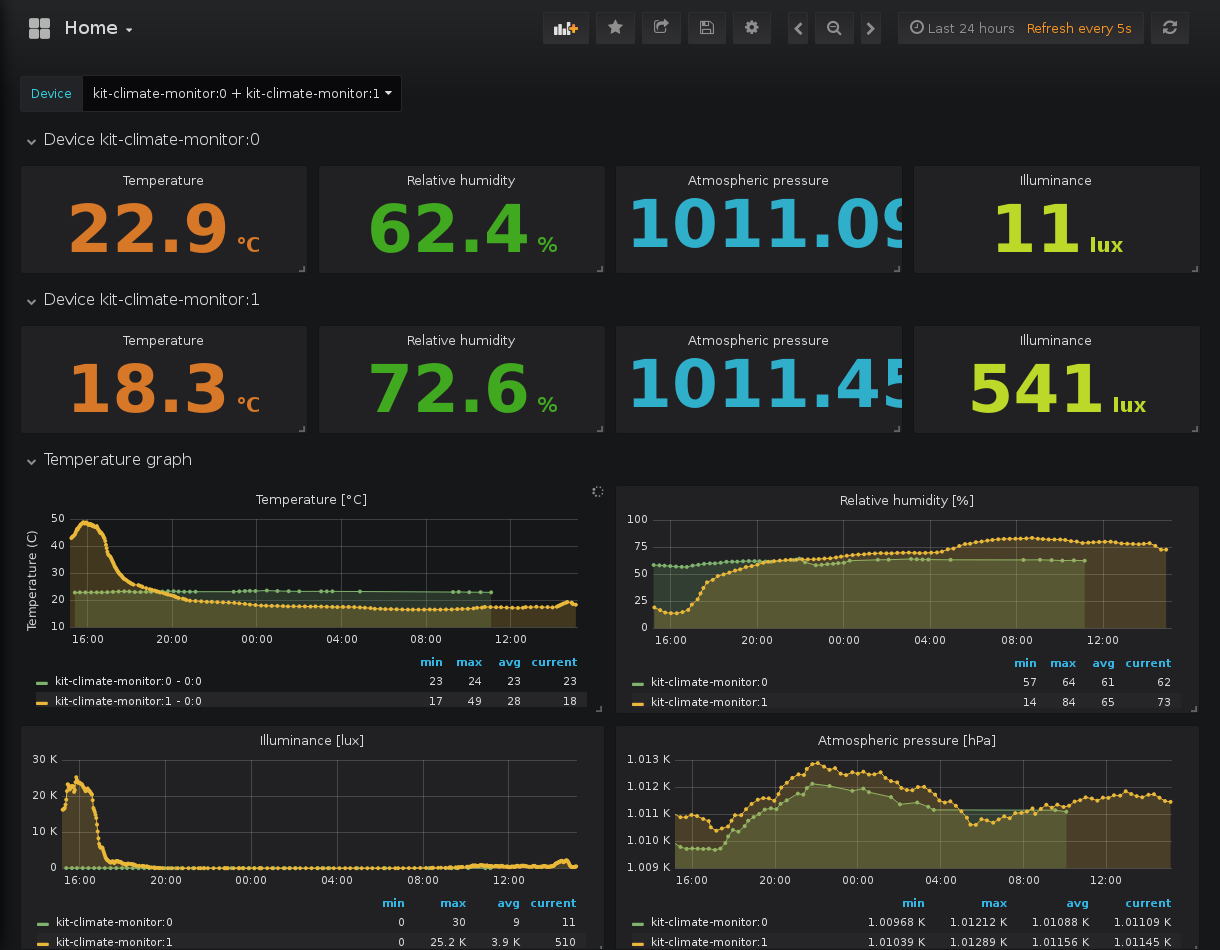 Home
Last 24 hours Refresh every 5s
Device kit-climate-monitor:0 + kit-climate-monitor:1
Device kit-climate-monitor:0
Temperature Relative humidity Atmospheric pressure Illuminance
22.9 °C 62.4 % 1011.09 11 lux
Device kit-climate-monitor:1
Temperature Relative humidity Atmospheric pressure Illuminance
18.3 °C 72.6 % 1011.45 541 lux
Temperature graph
Temperature [°C]
Temperature (C)
50
40
30
20
10
16:00 20:00 00:00 04:00 08:00 12:00
min max avg current
kit-climate-monitor:0 - 0:0 23 24 23 23
kit-climate-monitor:1 - 0:0 17 49 28 18
Relative humidity [%]
100
75
50
25
0
16:00 20:00 00:00 04:00 08:00 12:00
min max avg current
kit-climate-monitor:0 57 64 61 62
kit-climate-monitor:1 14 84 65 73
Illuminance [lux]
30 K
20 K
10 K
0
16:00 20:00 00:00 04:00 08:00 12:00
min max avg current
kit-climate-monitor:0 0 30 9 11
kit-climate-monitor:1 0 25.2 K 3.9 K 510
Atmospheric pressure [hPa]
1.013 K
1.012 K
1.011 K
1.010 K
1.009 K
16:00 20:00 00:00 04:00 08:00 12:00
min max avg current
kit-climate-monitor:0 1.00968 K 1.01212 K 1.01088 K 1.01109 K
kit-climate-monitor:1 1.01039 K 1.01289 K 1.01156 K 1.01145 K